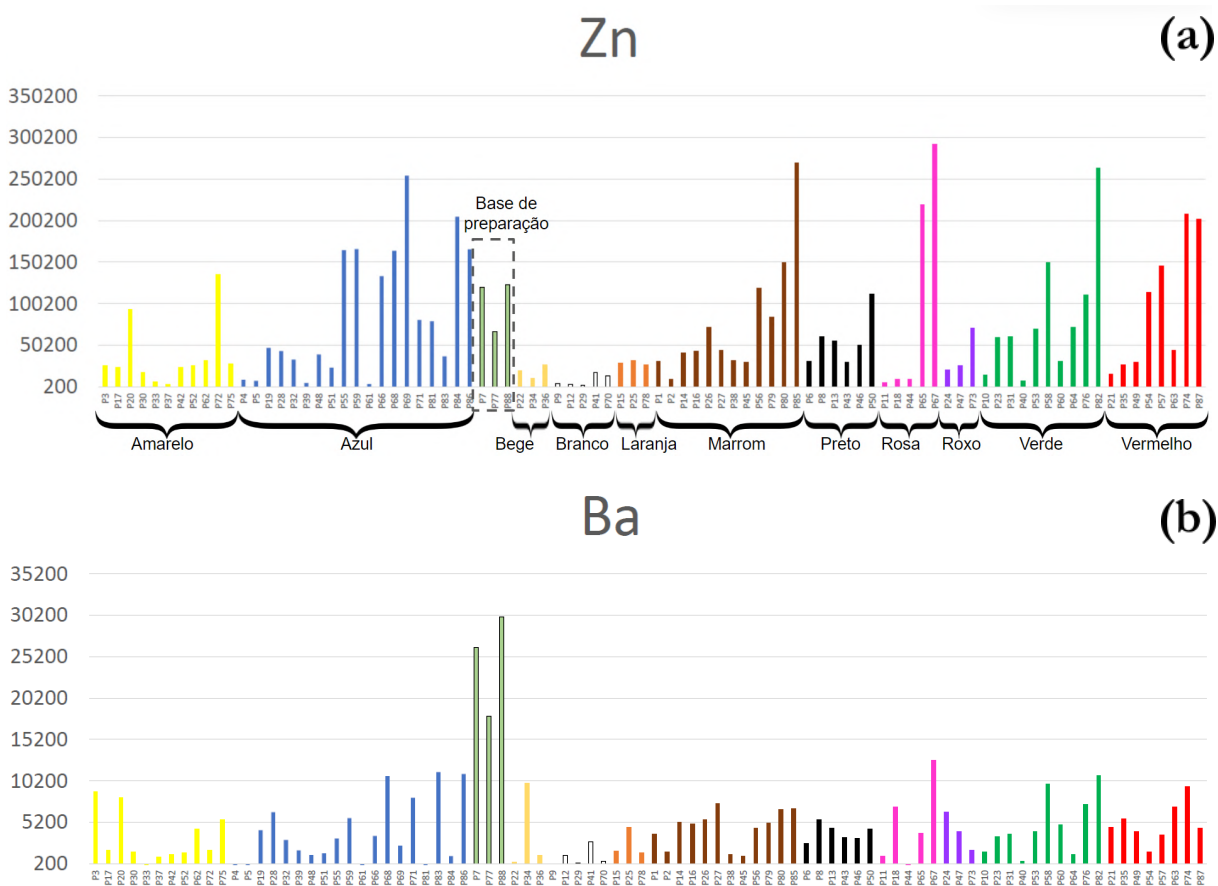 Zn
(a)
350200
300200
250200
200200
150200
100200
50200
200
Base de
preparação
P3 P17 P20 P30 P33 P37 P42 P52 P62 P72 P75 P4 P5 P19 P28 P32 P39 P48 P51 P55 P59 P61 P66 P68 P69 P71 P81 P83 P84 P86 P7 P77 P88 P22 P34 P36 P9 P12 P29 P41 P70 P15 P25 P78 P1 P2 P14 P16 P26 P27 P38 P45 P56 P79 P80 P85 P6 P8 P13 P43 P46 P50 P11 P18 P44 P65 P67 P24 P47 P73 P10 P23 P31 P40 P53 P58 P60 P64 P76 P82 P21 P35 P49 P54 P57 P63 P74 P87
Amarelo Azul Bege Branco Laranja Marrom Preto Rosa Roxo Verde Vermelho
Ba
(b)
35200
30200
25200
20200
15200
10200
5200
200
P3 P17 P20 P30 P33 P37 P42 P52 P62 P72 P75 P4 P5 P19 P28 P32 P39 P48 P51 P55 P59 P61 P66 P68 P69 P71 P81 P83 P84 P86 P7 P77 P88 P22 P34 P36 P9 P12 P29 P41 P70 P15 P25 P78 P1 P2 P14 P16 P26 P27 P38 P45 P56 P79 P80 P85 P6 P8 P13 P43 P46 P50 P11 P18 P44 P65 P67 P24 P47 P73 P10 P23 P31 P40 P53 P58 P60 P64 P76 P82 P21 P35 P49 P54 P57 P63 P74 P87